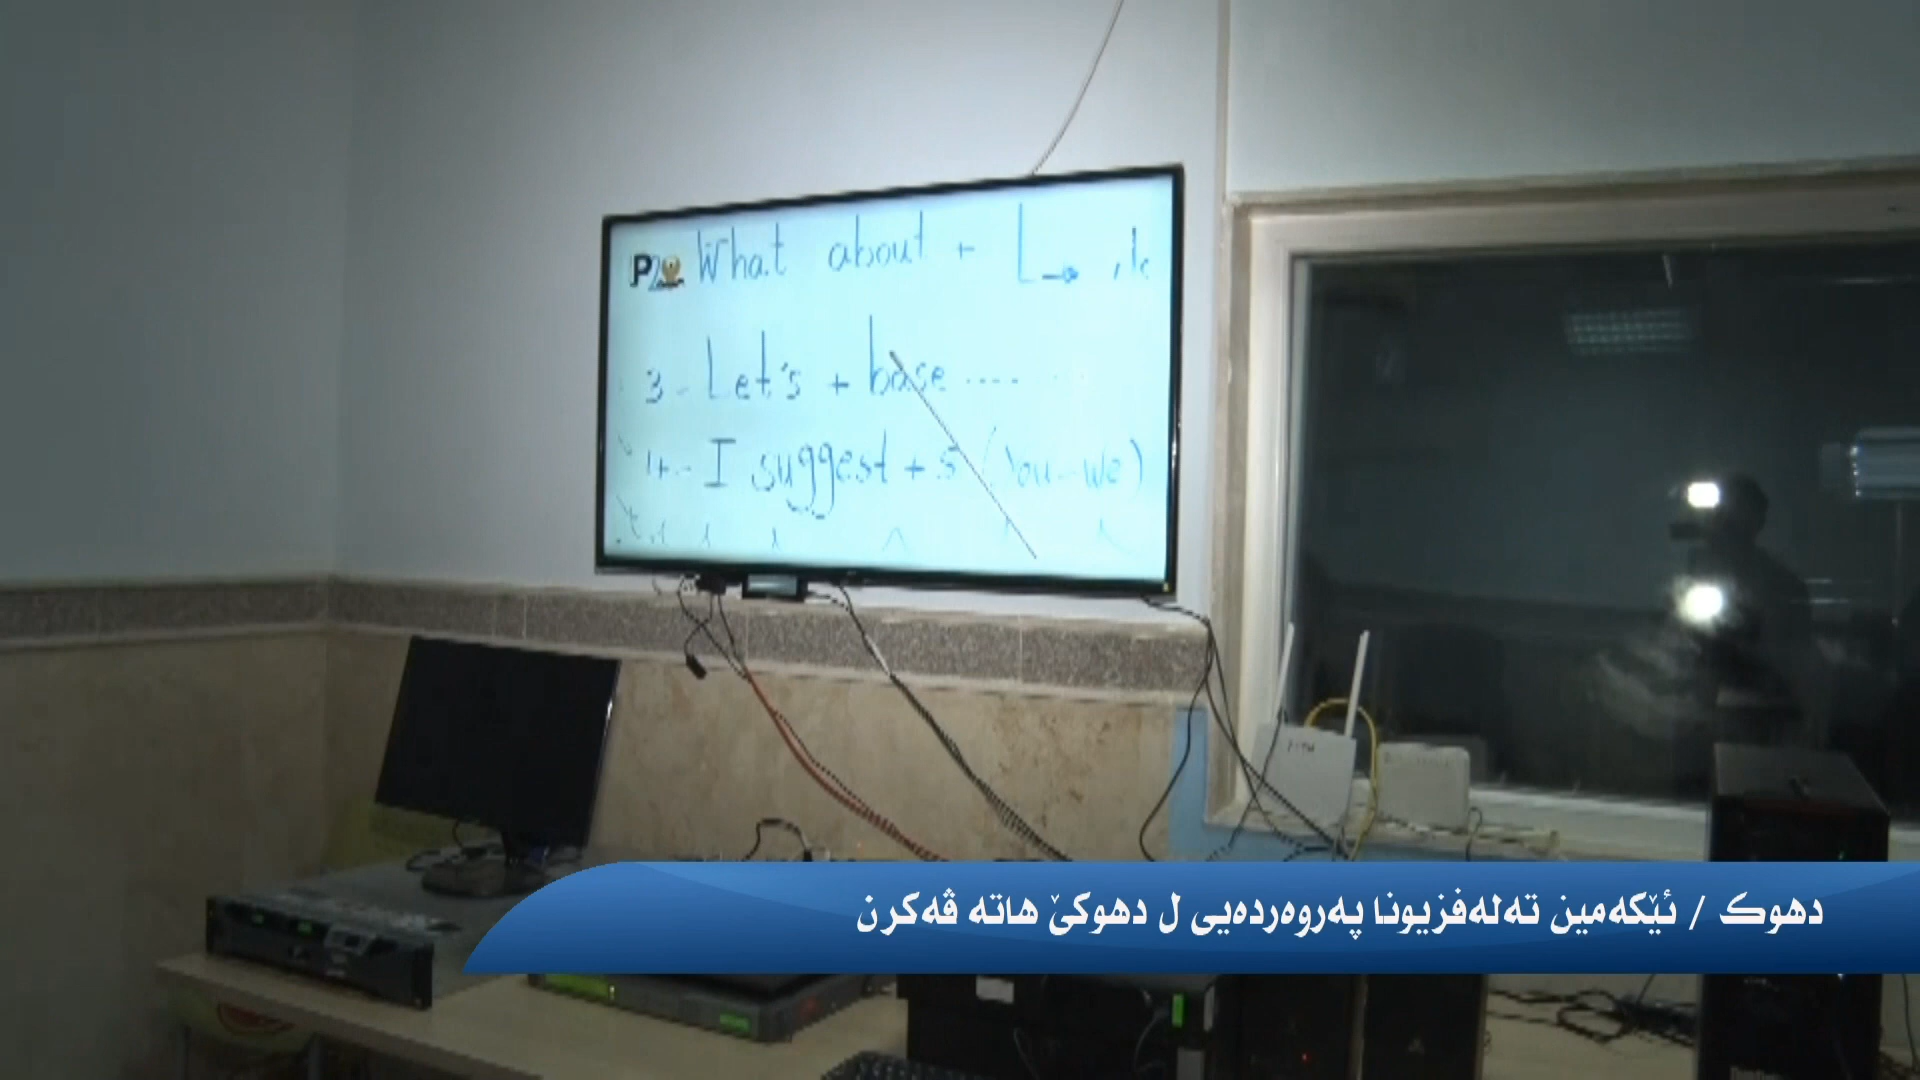 P2
What about +
3 - Let's + base ....
4 - I suggest + s (you - we)
دهوک / ئێکەمین تەلەفزیونا پەروەردەیی ل دهوکێ هاتە ڤەکرن